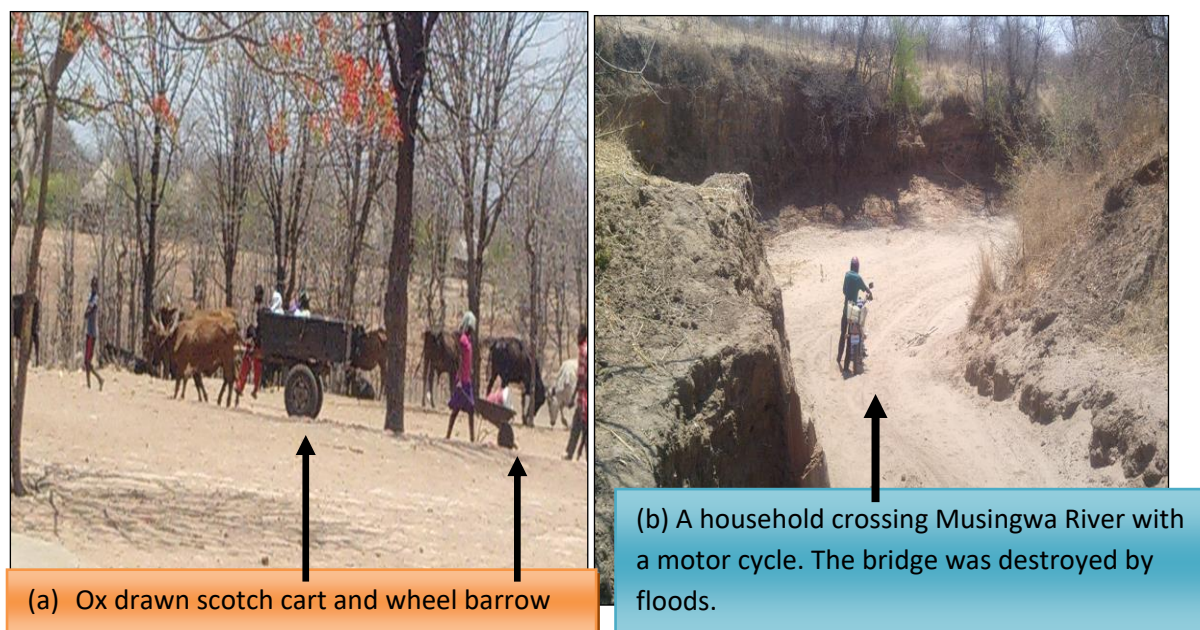 (a) Ox drawn scotch cart and wheel barrow
(b) A household crossing Musingwa River with
a motor cycle. The bridge was destroyed by
floods.